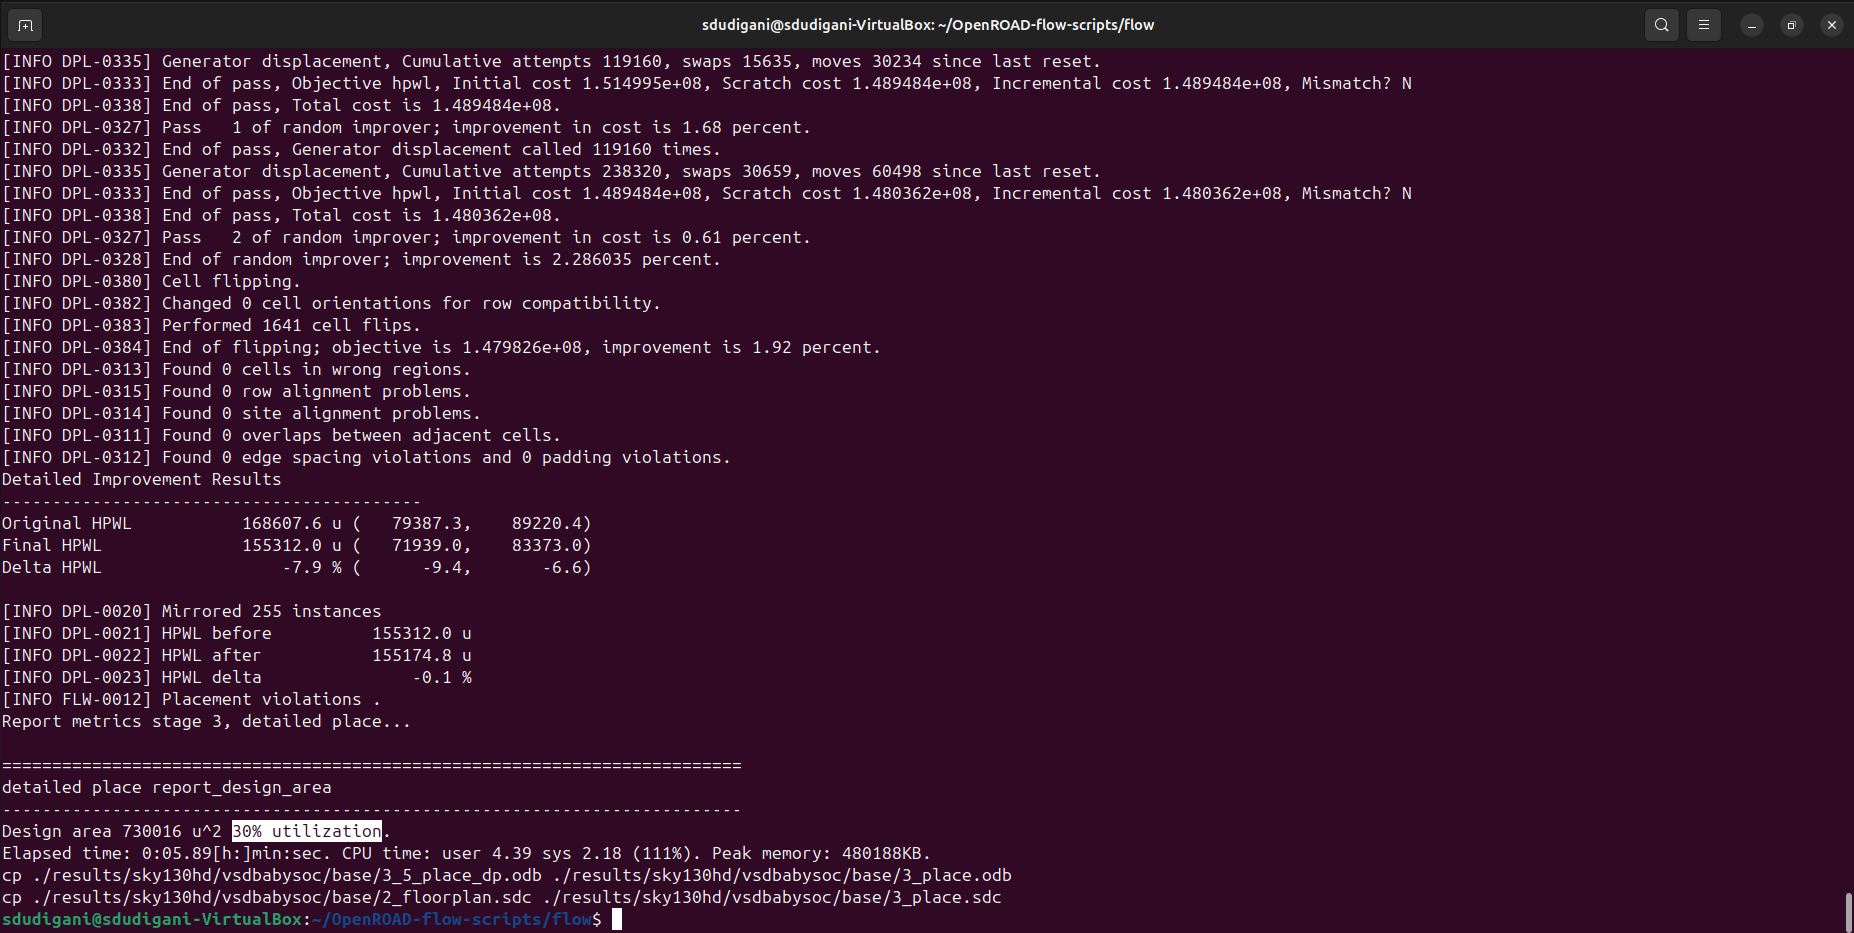 sdudigani@sdudigani-VirtualBox: ~/OpenROAD-flow-scripts/flow
[INFO DPL-0335] Generator displacement, Cumulative attempts 119160, swaps 15635, moves 30234 since last reset.
[INFO DPL-0333] End of pass, Objective hpwl, Initial cost 1.514995e+08, Scratch cost 1.489484e+08, Incremental cost 1.489484e+08, Mismatch? N
[INFO DPL-0338] End of pass, Total cost is 1.489484e+08.
[INFO DPL-0327] Pass   1 of random improver; improvement in cost is 1.68 percent.
[INFO DPL-0332] End of pass, Generator displacement called 119160 times.
[INFO DPL-0335] Generator displacement, Cumulative attempts 238320, swaps 30659, moves 60498 since last reset.
[INFO DPL-0333] End of pass, Objective hpwl, Initial cost 1.489484e+08, Scratch cost 1.480362e+08, Incremental cost 1.480362e+08, Mismatch? N
[INFO DPL-0338] End of pass, Total cost is 1.480362e+08.
[INFO DPL-0327] Pass   2 of random improver; improvement in cost is 0.61 percent.
[INFO DPL-0328] End of random improver; improvement is 2.286035 percent.
[INFO DPL-0380] Cell flipping.
[INFO DPL-0382] Changed 0 cell orientations for row compatibility.
[INFO DPL-0383] Performed 1641 cell flips.
[INFO DPL-0384] End of flipping; objective is 1.479826e+08, improvement is 1.92 percent.
[INFO DPL-0313] Found 0 cells in wrong regions.
[INFO DPL-0315] Found 0 row alignment problems.
[INFO DPL-0314] Found 0 site alignment problems.
[INFO DPL-0311] Found 0 overlaps between adjacent cells.
[INFO DPL-0312] Found 0 edge spacing violations and 0 padding violations.
Detailed Improvement Results
------------------------------------------
Original HPWL           168607.6 u (   79387.3,    89220.4)
Final HPWL              155312.0 u (   71939.0,    83373.0)
Delta HPWL                  -7.9 % (      -9.4,       -6.6)
[INFO DPL-0020] Mirrored 255 instances
[INFO DPL-0021] HPWL before          155312.0 u
[INFO DPL-0022] HPWL after           155174.8 u
[INFO DPL-0023] HPWL delta               -0.1 %
[INFO FLW-0012] Placement violations .
Report metrics stage 3, detailed place...
==========================================================================
detailed place report_design_area
--------------------------------------------------------------------------
Design area 730016 u^2 30% utilization.
Elapsed time: 0:05.89[h:]min:sec. CPU time: user 4.39 sys 2.18 (111%). Peak memory: 480188KB.
cp ./results/sky130hd/vsdbabysoc/base/3_5_place_dp.odb ./results/sky130hd/vsdbabysoc/base/3_place.odb
cp ./results/sky130hd/vsdbabysoc/base/2_floorplan.sdc ./results/sky130hd/vsdbabysoc/base/3_place.sdc
sdudigani@sdudigani-VirtualBox:~/OpenROAD-flow-scripts/flow$